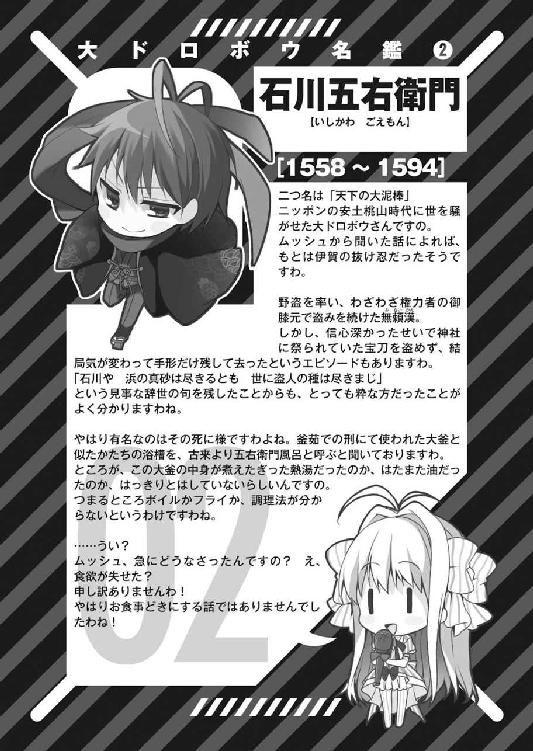 大ドロボウ名鑑❷
石川五右衛門
【いしかわ　ごえもん】
[1558～1594]
二つ名は「天下の大泥棒」
ニッポンの安土桃山時代に世を騒
がせた大ドロボウさんですの。
ムッシュから聞いた話によれば、
もとは伊賀の抜け忍だったそうで
すわ。
野盗を率い、わざわざ権力者の御
膝元で盗みを続けた無頼漢。
しかし、信心深かったせいで神社
に祭られていた宝刀を盗めず、結
局気が変わって手形だけ残して去ったというエピソードもありますわ。
「石川や　浜の真砂は尽きるとも　世に盗人の種は尽きまじ」
という見事な辞世の句を残したことからも、とっても粋な方だったことが
よく分かりますわね。
やはり有名なのはその死に様ですわよね。釜茹での刑にて使われた大釜と
似たかたちの浴槽を、古来より五右衛門風呂と呼ぶと聞いておりますわ。
ところが、この大釜の中身が煮えたぎった熱湯だったのか、はたまた油だっ
たのか、はっきりとはしていないらしいんですの。
つまるところボイルかフライか、調理法が分か
らないというわけですわね。
……うい？
ムッシュ、急にどうなさったんですの？　え、
食欲が失せた？
申し訳ありませんわ！
やはりお食事どきにする話ではありませんでし
たわね！
02